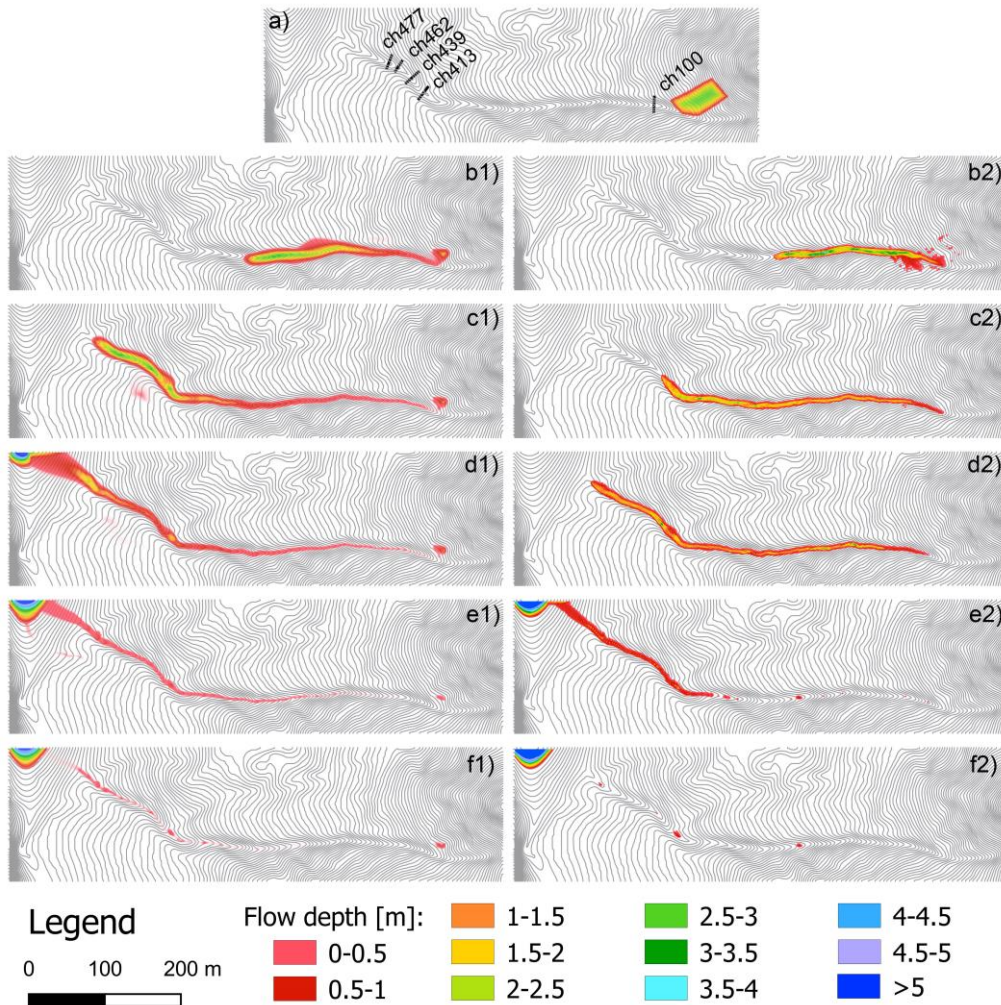 a)
ch477
ch462
ch439
ch413
ch100
b1)
b2)
c1)
c2)
d1)
d2)
e1)
e2)
f1)
f2)
Legend
0 100 200 m
Flow depth [m]:
0-0.5
0.5-1
1-1.5
1.5-2
2-2.5
2.5-3
3-3.5
3.5-4
4-4.5
4.5-5
>5